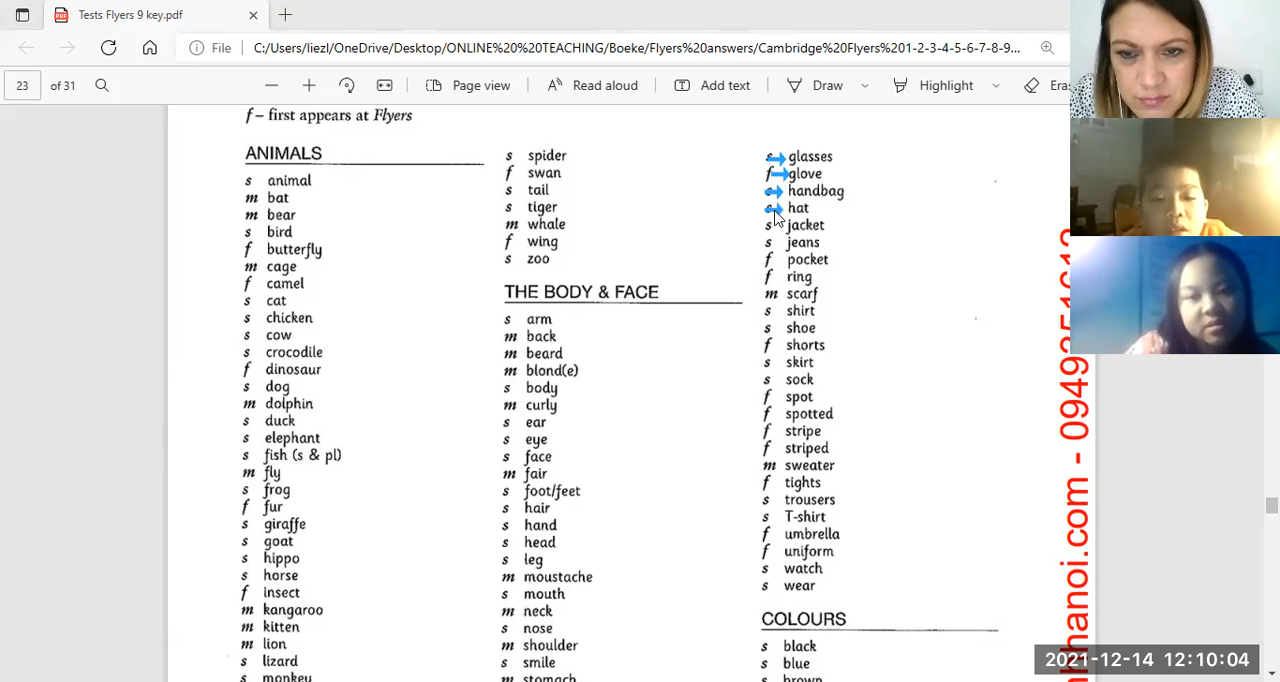 Tests Flyers 9 key.pdf
File
C:/Users/liezl/OneDrive/Desktop/ONLINE%20%20TEACHING/Boeke/Flyers%20answers/Cambridge%20Flyers%201-2-3-4-5-6-7-8-9...
23 of 31
Page view
Read aloud
Add text
Draw
Highlight
f – first appears at Flyers
ANIMALS
s animal
m bat
m bear
s bird
f butterfly
m cage
f camel
s cat
s chicken
s cow
s crocodile
f dinosaur
s dog
m dolphin
s duck
s elephant
s fish (s & pl)
m fly
s frog
f fur
s giraffe
s goat
s hippo
s horse
f insect
m kangaroo
m kitten
m lion
s lizard
s monkey
s spider
f swan
s tail
s tiger
m whale
f wing
s zoo
THE BODY & FACE
s arm
m back
m beard
m blond(e)
s body
m curly
s ear
s eye
s face
m fair
s foot/feet
s hair
s hand
s head
s leg
m moustache
s mouth
m neck
s nose
m shoulder
s smile
m stomach
s glasses
f glove
s handbag
s hat
s jacket
s jeans
f pocket
f ring
m scarf
s shirt
s shoe
f shorts
s skirt
s sock
f spot
f spotted
f stripe
f striped
m sweater
f tights
s trousers
s T-shirt
f umbrella
f uniform
s watch
s wear
COLOURS
s black
s blue
s brown
2021-12-14 12:10:04